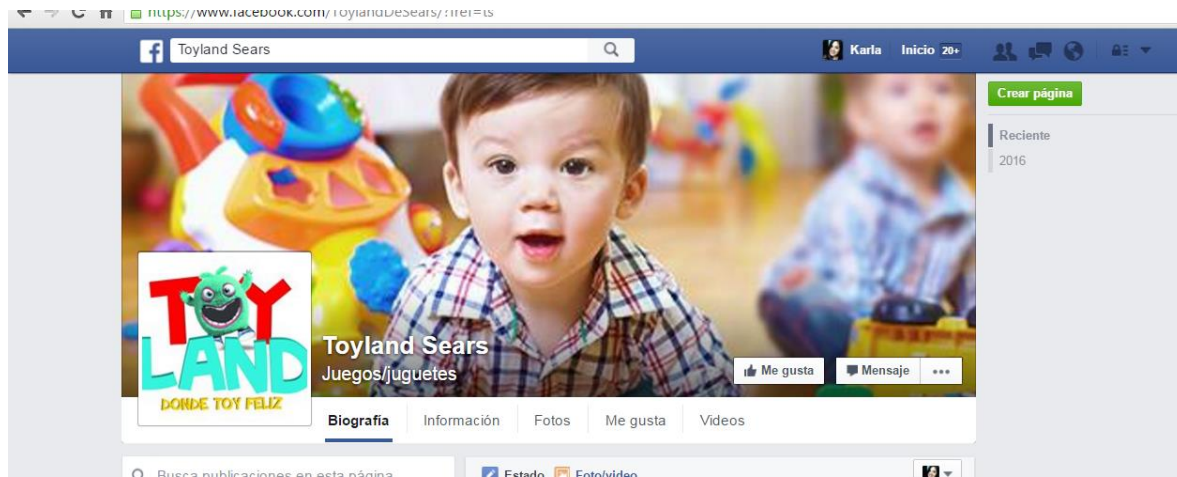 https://www.facebook.com/ToylandDeSears/?fref=ts
Toyland Sears
Karla
Inicio 20+
Crear página
Reciente
2016
TOY
LAND
DONDE TOY FELIZ
Toyland Sears
Juegos/juguetes
Me gusta
Mensaje
Biografía
Información
Fotos
Me gusta
Videos
Busca publicaciones en esta página
Estado
Foto/video